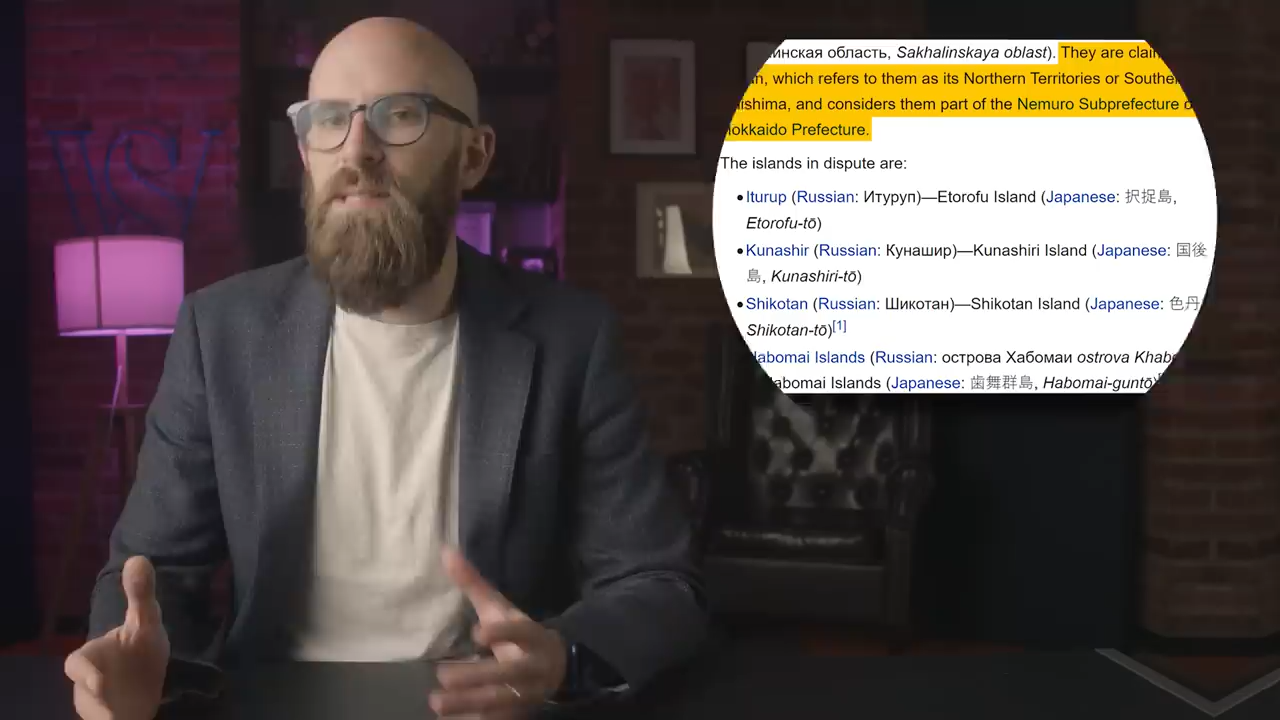 инская область, Sakhalinskaya oblast). They are clai
which refers to them as its Northern Territories or Southe
ishima, and considers them part of the Nemuro Subprefecture
okkaido Prefecture.
The islands in dispute are:
•Iturup (Russian: Итуруп)—Etorofu Island (Japanese: 択捉島,
Etorofu-tō)
•Kunashir (Russian: Кунашир)—Kunashiri Island (Japanese: 国後
島, Kunashiri-tō)
•Shikotan (Russian: Шикотан)—Shikotan Island (Japanese: 色丹
Shikotan-tō)[1]
Habomai Islands (Russian: острова Хабомаи ostrova Khab
abomai Islands (Japanese: 歯舞群島, Habomai-guntō)